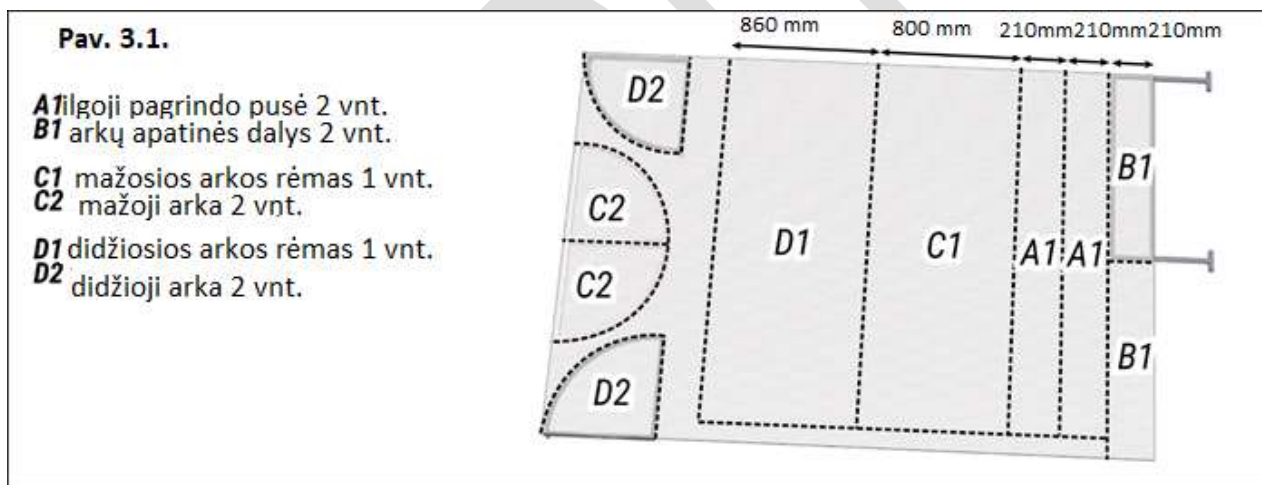 Pav. 3.1.
860 mm 800 mm 210mm210mm210mm
A1ilgoji pagrindo pusė 2 vnt.
B1 arkų apatinės dalys 2 vnt.
C1 mažosios arkos rėmas 1 vnt.
C2 mažoji arka 2 vnt.
D1 didžiosios arkos rėmas 1 vnt.
D2 didžioji arka 2 vnt.
D2
B1
C2
D1
C1
A1
A1
C2
B1
D2